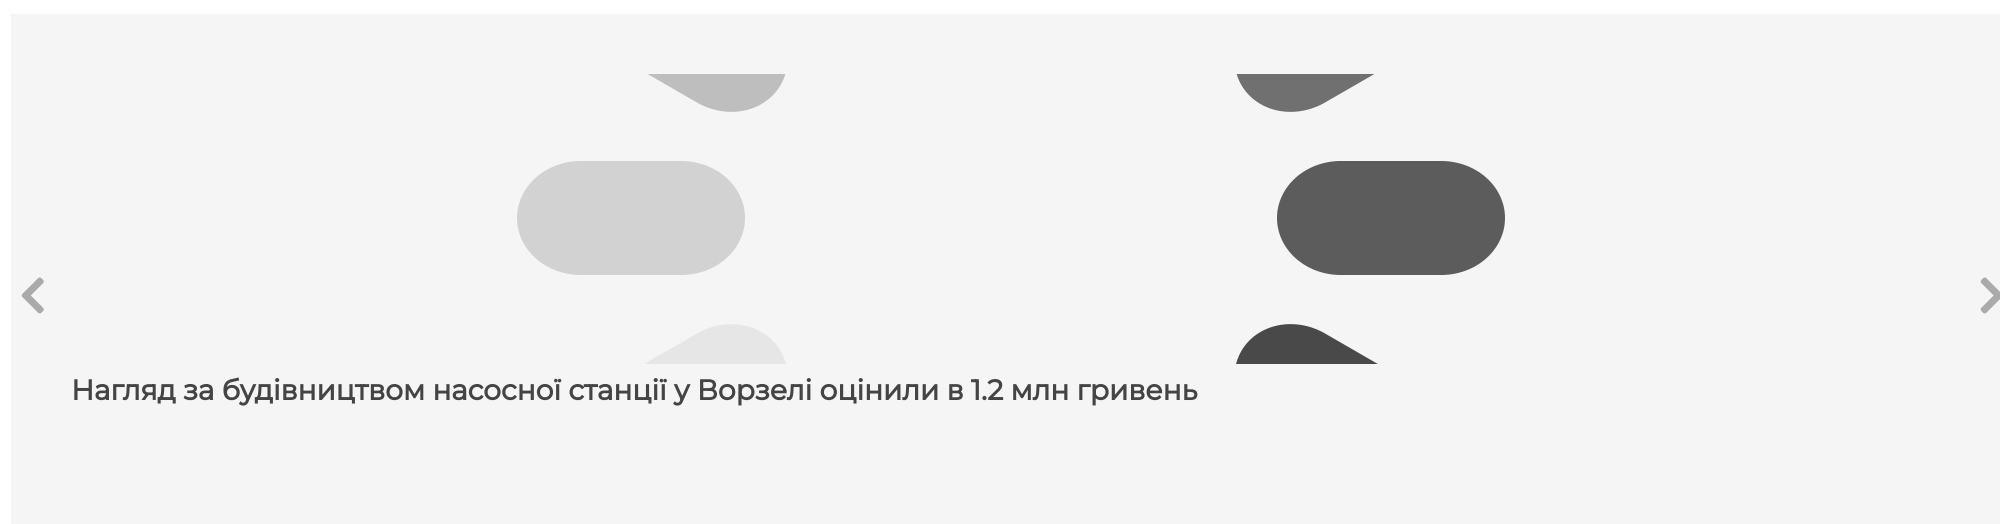 Нагляд за будівництвом насосної станції у Ворзелі оцінили в 1.2 млн гривень